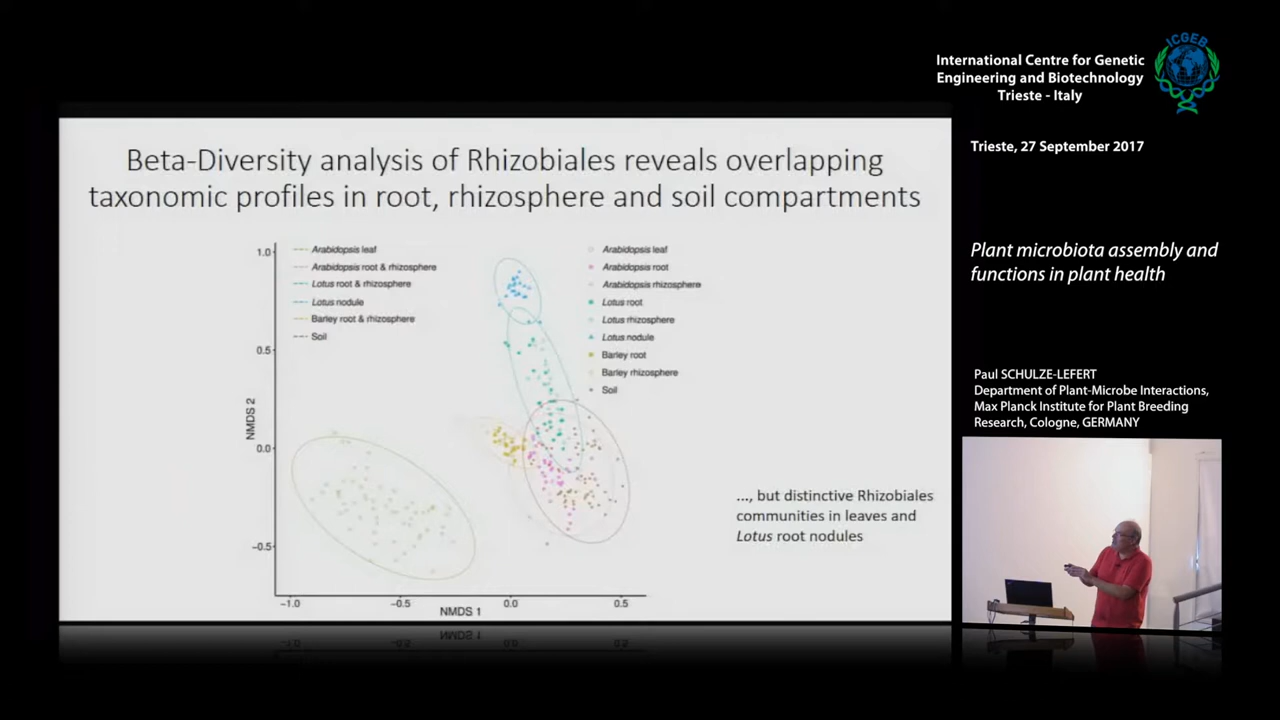 International Centre for Genetic
Engineering and Biotechnology
Trieste - Italy
ICGEB
Trieste, 27 September 2017
Beta-Diversity analysis of Rhizobiales reveals overlapping
taxonomic profiles in root, rhizosphere and soil compartments
1.0
0.5
0.0
−0.5
NMDS 2
Arabidopsis leaf
Arabidopsis root & rhizosphere
Lotus root & rhizosphere
Lotus nodule
Barley root & rhizosphere
Soil
Arabidopsis leaf
Arabidopsis root
Arabidopsis rhizosphere
Lotus root
Lotus rhizosphere
Lotus nodule
Barley root
Barley rhizosphere
Soil
−1.0
−0.5
0.0
0.5
NMDS 1
..., but distinctive Rhizobiales
communities in leaves and
Lotus root nodules
Plant microbiota assembly and
functions in plant health
Paul SCHULZE-LEFERT
Department of Plant-Microbe Interactions,
Max Planck Institute for Plant Breeding
Research, Cologne, GERMANY